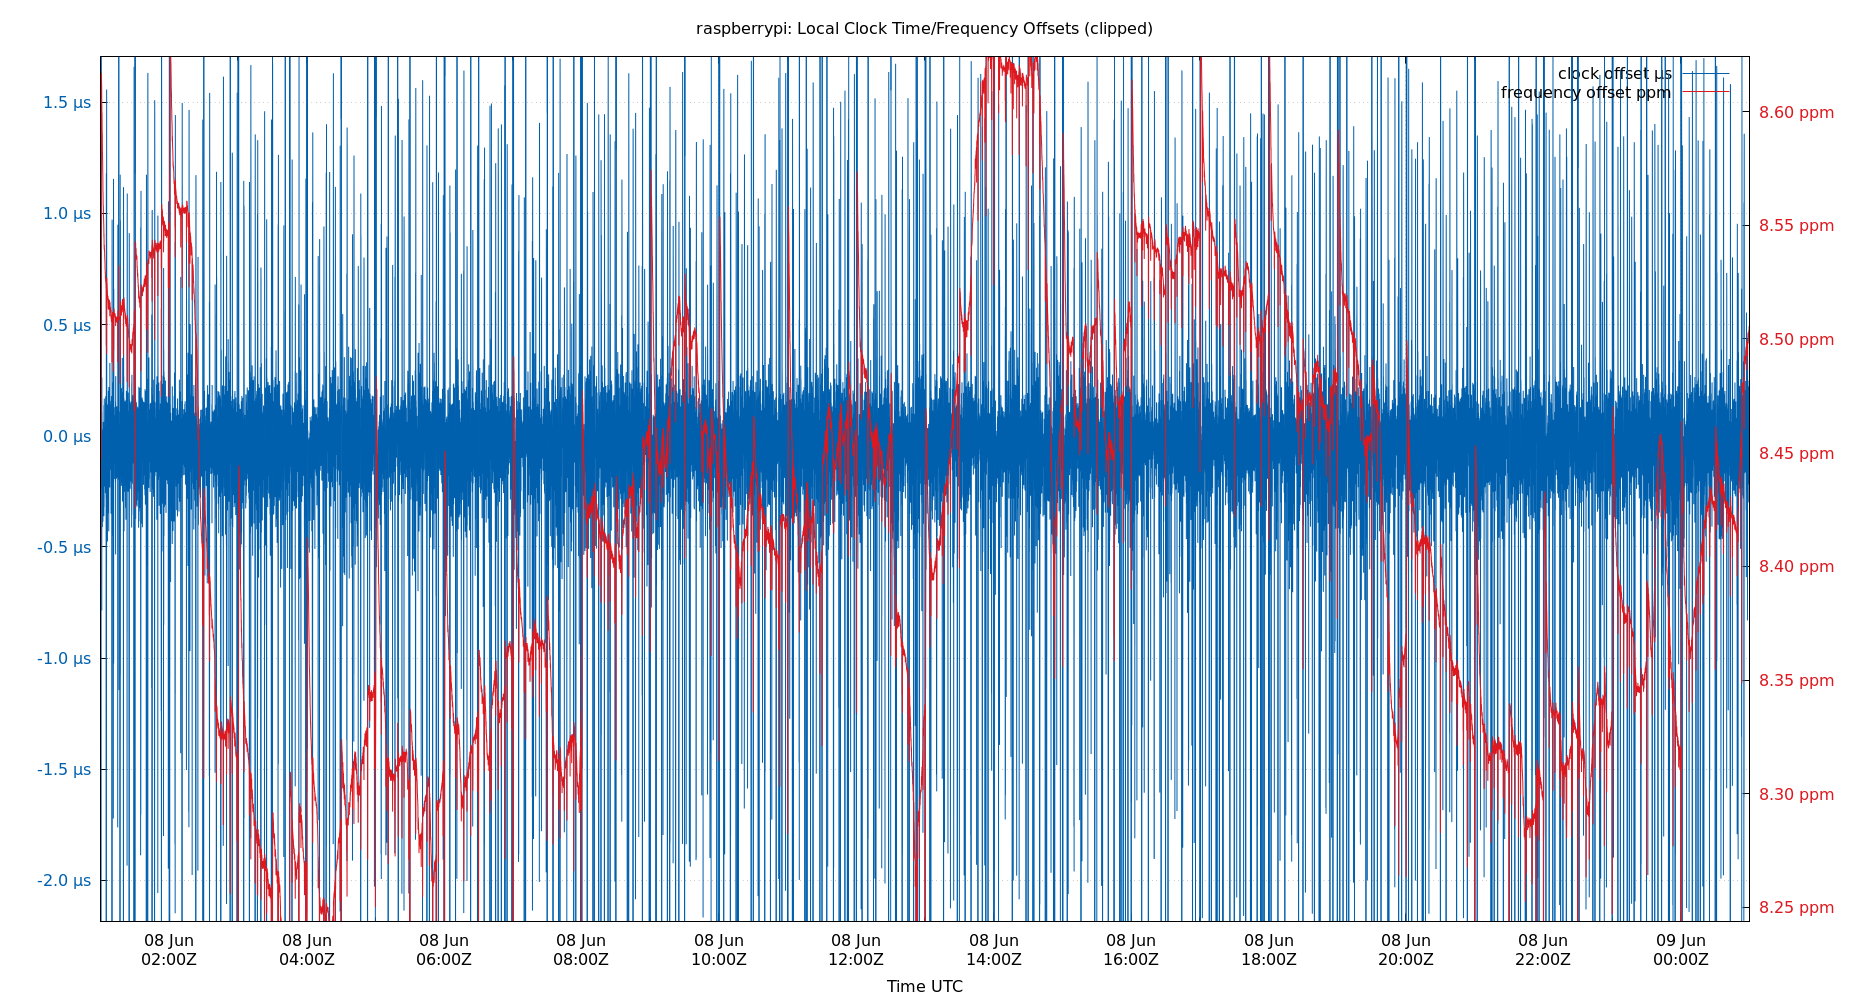 raspberrypi: Local Clock Time/Frequency Offsets (clipped)
clock offset µs
frequency offset ppm
1.5 µs
1.0 µs
0.5 µs
0.0 µs
-0.5 µs
-1.0 µs
-1.5 µs
-2.0 µs
8.60 ppm
8.55 ppm
8.50 ppm
8.45 ppm
8.40 ppm
8.35 ppm
8.30 ppm
8.25 ppm
08 Jun 08 Jun 08 Jun 08 Jun 08 Jun 08 Jun 08 Jun 08 Jun 08 Jun 08 Jun 08 Jun 09 Jun
02:00Z 04:00Z 06:00Z 08:00Z 10:00Z 12:00Z 14:00Z 16:00Z 18:00Z 20:00Z 22:00Z 00:00Z
Time UTC